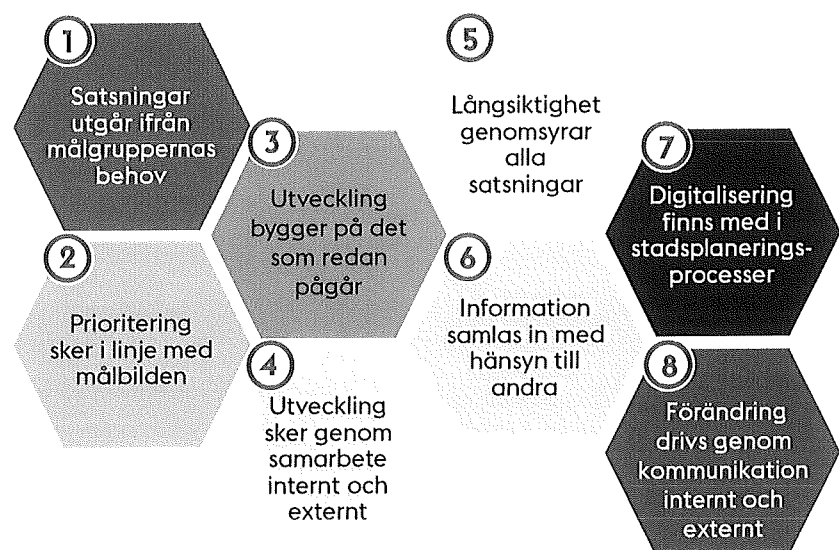 1
Satsningar
utgår ifrån
målgruppernas
behov
2
Prioritering
sker i linje med
målbilden
3
Utveckling
bygger på det
som redan
pågår
4
Utveckling
sker genom
samarbete
internt och
externt
5
Långsiktighet
genomsyrar
alla
satsningar
6
Information
samlas in med
hänsyn till
andra
7
Digitalisering
finns med i
stadsplanerings-
processer
8
Förändring
drivs genom
kommunikation
internt och
externt